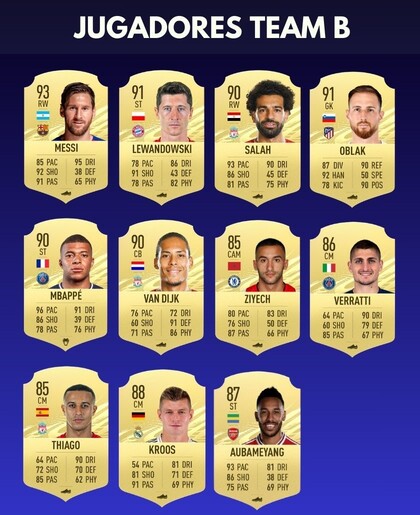 JUGADORES TEAM B
93
RW
MESSI
85 PAC 95 DRI
92 SHO 38 DEF
91 PAS 65 PHY
91
ST
LEWANDOWSKI
78 PAC 86 DRI
91 SHO 43 DEF
78 PAS 82 PHY
90
RW
SALAH
93 PAC 90 DRI
86 SHO 45 DEF
81 PAS 75 PHY
91
GK
OBLAK
87 DIV 90 REF
92 HAN 50 SPE
78 KIC 90 POS
90
ST
MBAPPÉ
96 PAC 91 DRI
86 SHO 39 DEF
78 PAS 76 PHY
90
CB
VAN DIJK
76 PAC 72 DRI
60 SHO 91 DEF
71 PAS 86 PHY
85
CAM
ZIYECH
80 PAC 83 DRI
76 SHO 50 DEF
87 PAS 66 PHY
86
CM
VERRATTI
64 PAC 90 DRI
60 SHO 79 DEF
85 PAS 67 PHY
85
CM
THIAGO
64 PAC 90 DRI
72 SHO 70 DEF
85 PAS 62 PHY
88
CM
KROOS
54 PAC 81 DRI
81 SHO 71 DEF
91 PAS 69 PHY
87
ST
AUBAMEYANG
93 PAC 81 DRI
86 SHO 38 DEF
75 PAS 69 PHY